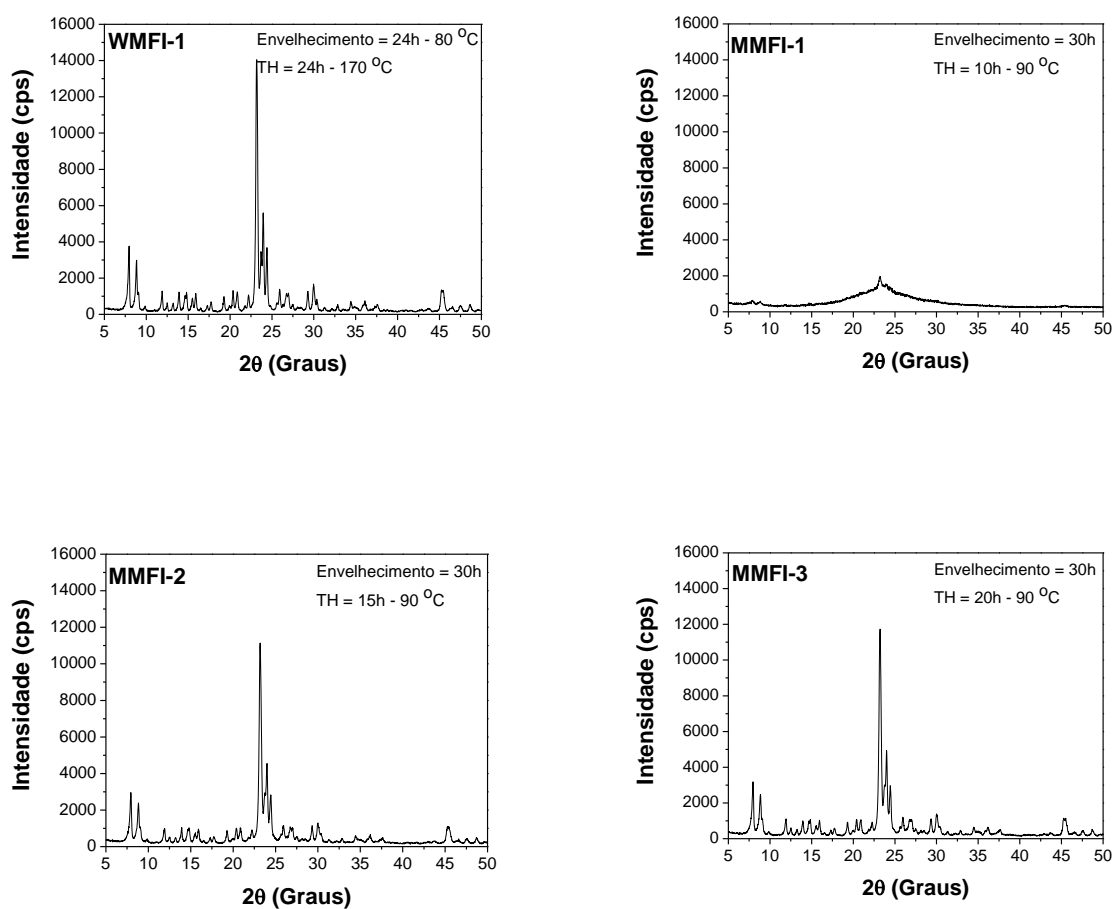 WMFI-1
Envelhecimento = 24h - 80 °C
TH = 24h - 170 °C
Intensidade (cps)
16000
14000
12000
10000
8000
6000
4000
2000
0
5 10 15 20 25 30 35 40 45 50
2θ (Graus)
MMFI-1
Envelhecimento = 30h
TH = 10h - 90 °C
Intensidade (cps)
16000
14000
12000
10000
8000
6000
4000
2000
0
5 10 15 20 25 30 35 40 45 50
2θ (Graus)
MMFI-2
Envelhecimento = 30h
TH = 15h - 90 °C
Intensidade (cps)
16000
14000
12000
10000
8000
6000
4000
2000
0
5 10 15 20 25 30 35 40 45 50
2θ (Graus)
MMFI-3
Envelhecimento = 30h
TH = 20h - 90 °C
Intensidade (cps)
16000
14000
12000
10000
8000
6000
4000
2000
0
5 10 15 20 25 30 35 40 45 50
2θ (Graus)